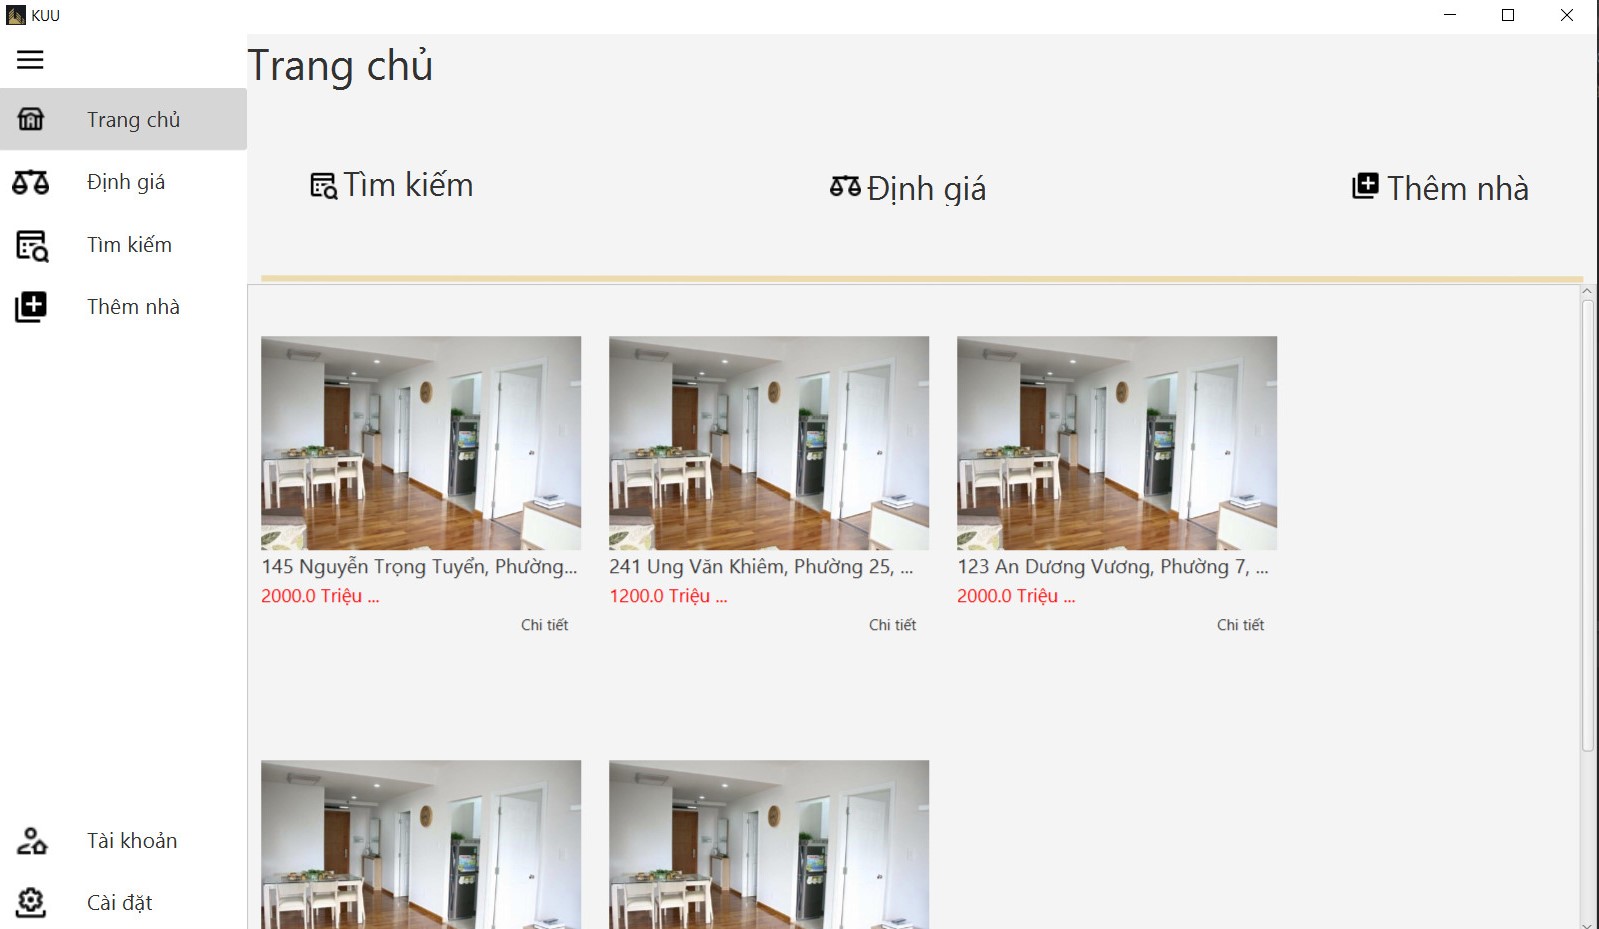 KUU
Trang chủ
Trang chủ
Định giá
Tìm kiếm
Thêm nhà
Tài khoản
Cài đặt
Tìm kiếm
Định giá
Thêm nhà
145 Nguyễn Trọng Tuyển, Phường...
2000.0 Triệu ...
Chi tiết
241 Ung Văn Khiêm, Phường 25, ...
1200.0 Triệu ...
Chi tiết
123 An Dương Vương, Phường 7, ...
2000.0 Triệu ...
Chi tiết